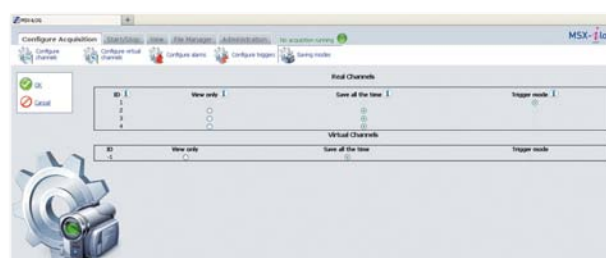 MSX-ILOG
Configure Acquisition Start/Stop View File Manager Administration No acquisition running
MSX-ilo
Configure channels Configure virtual channels Configure alarms Configure triggers Saving modes
Ok
Cancel
Real Channels
ID View only Save all the time Trigger mode
1
2
3
4
Virtual Channels
ID View only Save all the time Trigger mode
-1